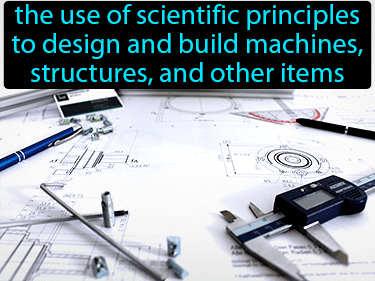 the use of scientific principles
to design and build machines,
structures, and other items